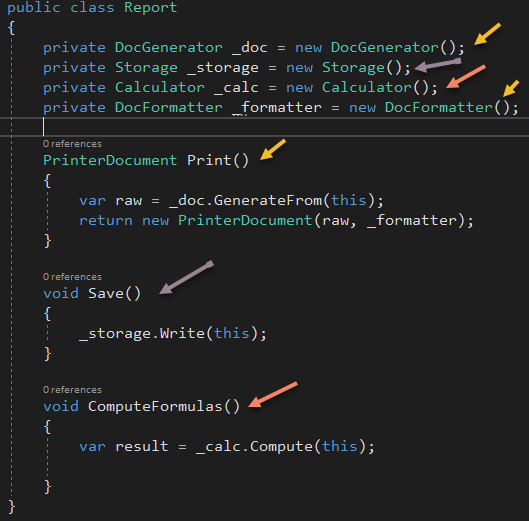 public class Report
{
private DocGenerator _doc = new DocGenerator();
private Storage _storage = new Storage();
private Calculator _calc = new Calculator();
private DocFormatter _formatter = new DocFormatter();
0 references
PrinterDocument Print()
{
var raw = _doc.GenerateFrom(this);
return new PrinterDocument(raw, _formatter);
}
0 references
void Save()
{
_storage.Write(this);
}
0 references
void ComputeFormulas()
{
var result = _calc.Compute(this);
}
}